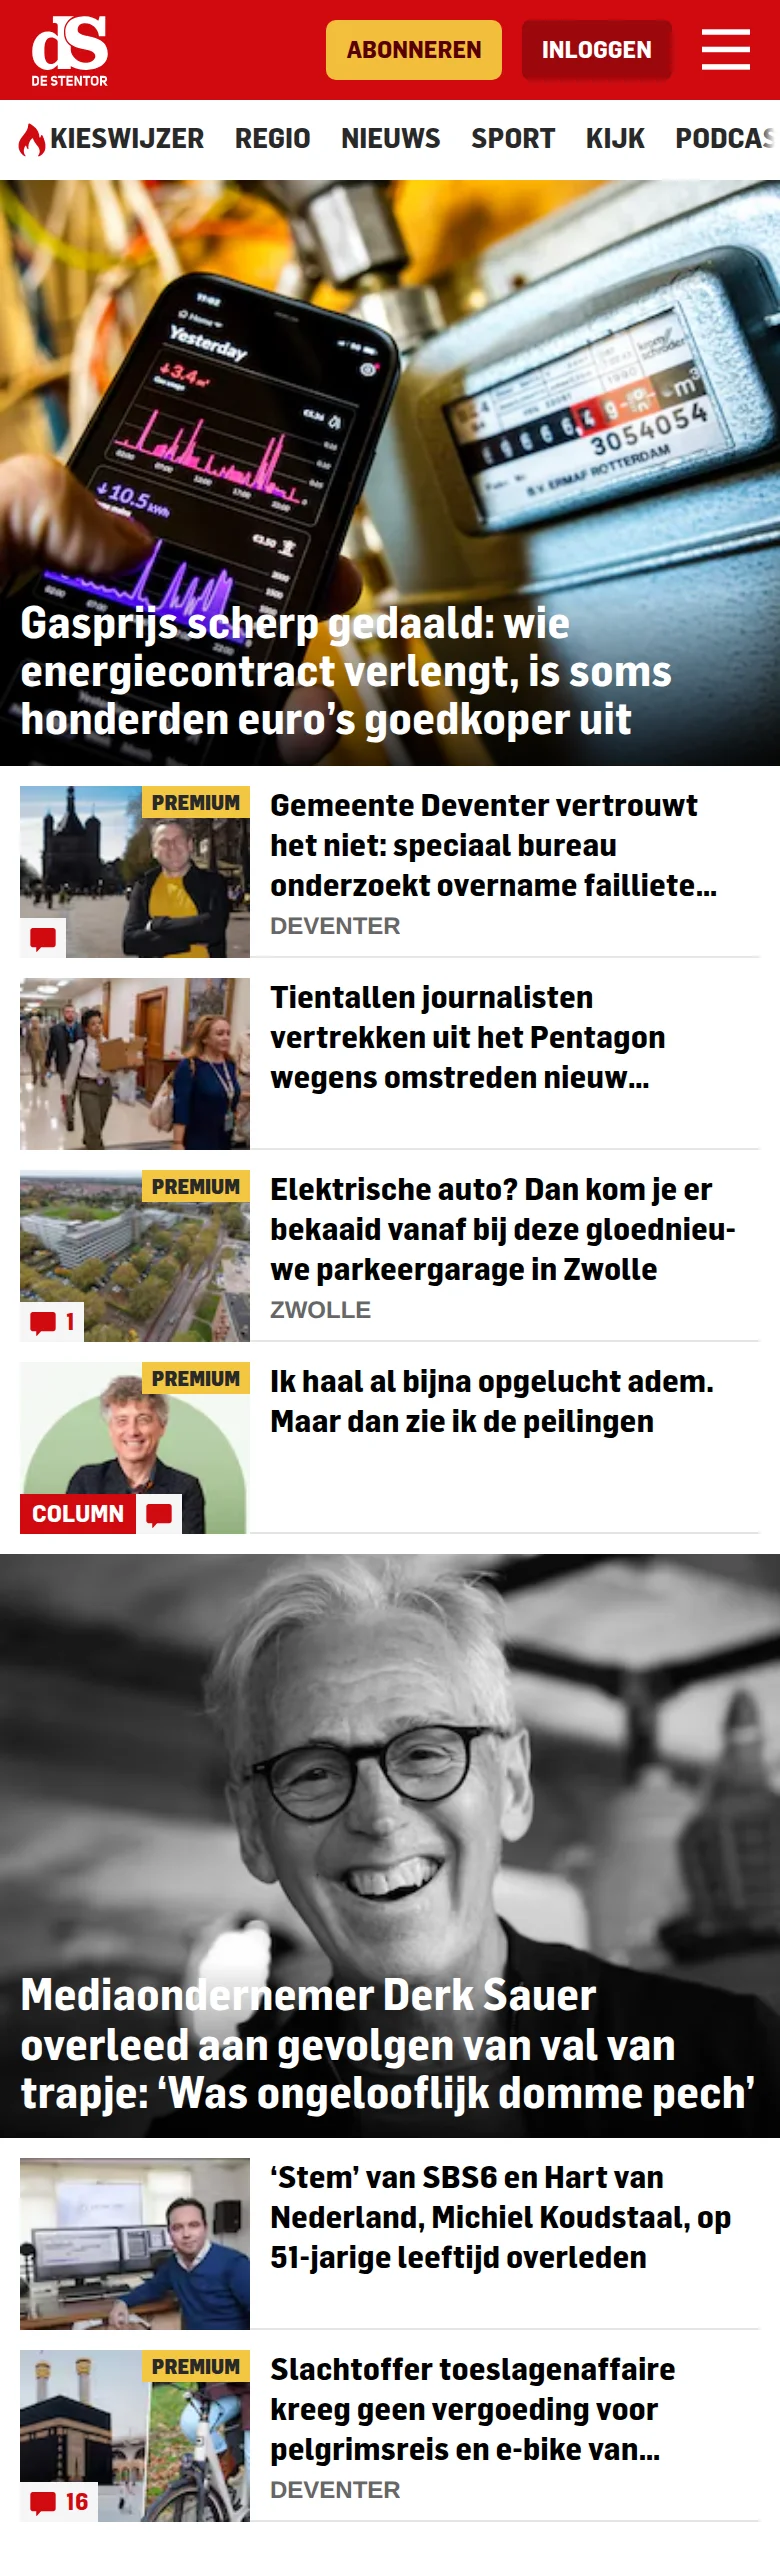 dS
DE STENTOR
ABONNEREN
INLOGGEN
KIESWIJZER REGIO NIEUWS SPORT KIJK PODCAS
Yesterday
↓3.4 m³
↓10.5 kWh
3054054
B.V. ERMAF ROTTERDAM
Gasprijs scherp gedaald: wie
energiecontract verlengt, is soms
honderden euro’s goedkoper uit
PREMIUM
Gemeente Deventer vertrouwt
het niet: speciaal bureau
onderzoekt overname failliete...
DEVENTER
Tientallen journalisten
vertrekken uit het Pentagon
wegens omstreden nieuw...
PREMIUM
1
Elektrische auto? Dan kom je er
bekaaid vanaf bij deze gloednieu-
we parkeergarage in Zwolle
ZWOLLE
PREMIUM
COLUMN
Ik haal al bijna opgelucht adem.
Maar dan zie ik de peilingen
Mediaondernemer Derk Sauer
overleed aan gevolgen van val van
trapje: ‘Was ongelooflijk domme pech’
‘Stem’ van SBS6 en Hart van
Nederland, Michiel Koudstaal, op
51-jarige leeftijd overleden
PREMIUM
16
Slachtoffer toeslagenaffaire
kreeg geen vergoeding voor
pelgrimsreis en e-bike van...
DEVENTER